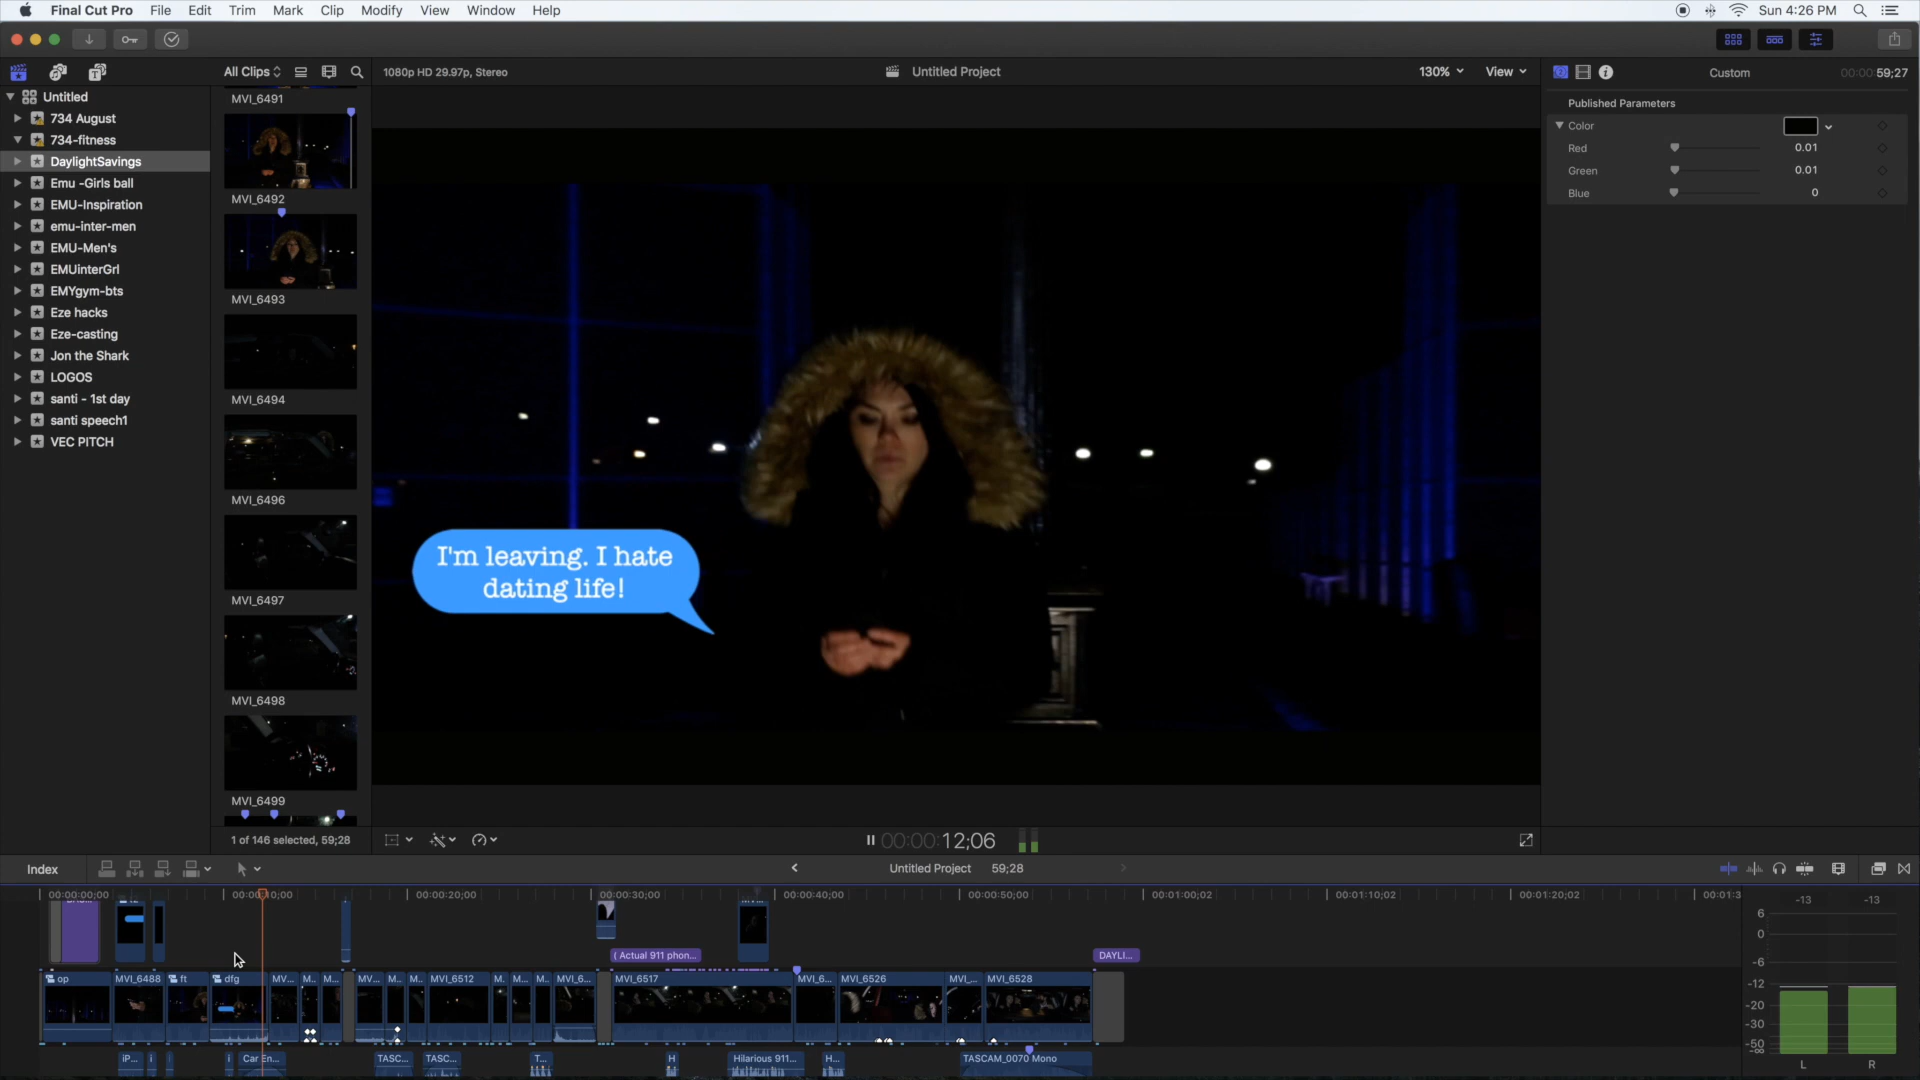 Final Cut Pro File Edit Trim Mark Clip Modify View Window Help
Sun 4:26 PM
All Clips
1080p HD 29.97p, Stereo
Untitled Project
130%
View
Custom
00:00:59;27
Untitled
734 August
734-fitness
DaylightSavings
Emu -Girls ball
EMU-Inspiration
emu-inter-men
EMU-Men's
EMUinterGrl
EMYgym-bts
Eze hacks
Eze-casting
Jon the Shark
LOGOS
santi - 1st day
santi speech1
VEC PITCH
MVI_6491
MVI_6492
MVI_6493
MVI_6494
MVI_6496
MVI_6497
MVI_6498
MVI_6499
1 of 146 selected, 59;28
I'm leaving. I hate
dating life!
Published Parameters
Color
Red 0.01
Green 0.01
Blue 0
00:00:00:12;06
Index
Untitled Project 59;28
00:00:00;00
00:00:10;00
00:00:20;00
00:00:30;00
00:00:40;00
00:00:50;00
00:01:00;02
00:01:10;02
00:01:20;02
00:01:3
( Actual 911 phon...
DAYLI...
op
MVI_6488
ft
dfg
MV...
M..
M...
MV...
M..
M..
MVI_6512
M.
M...
M.
MVI_6...
MVI_6517
MVI_6...
MVI_6526
MVI_...
MVI_6528
iP...
i
i
Car En...
TASC...
TASC...
T...
H
Hilarious 911...
H...
TASCAM_0070 Mono
-13 -13
6
0
-6
-12
-20
-30
-50
-∞
L R